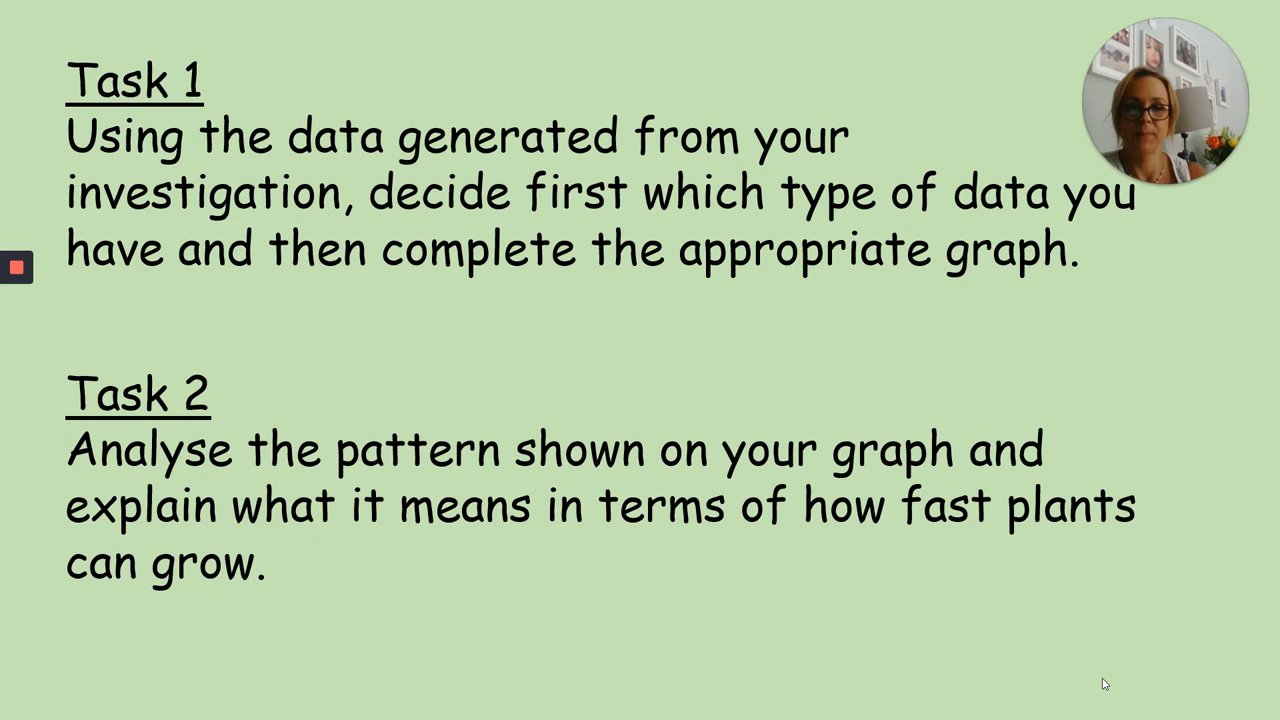 Task 1
Using the data generated from your
investigation, decide first which type of data you
have and then complete the appropriate graph.
Task 2
Analyse the pattern shown on your graph and
explain what it means in terms of how fast plants
can grow.